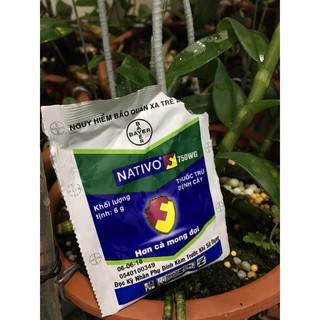 NGUY HIỂM BẢO QUẢN XA TRẺ
BAYER
NATIVO 750WG
THUỐC TRỪ
BỆNH CÂY
Khối lượng
tịnh: 6 g
Hơn cả mong đợi
06-06-18
0540100349
Đọc Kỹ Nhãn Phụ Đính Kèm Trước Khi Sử Dụng